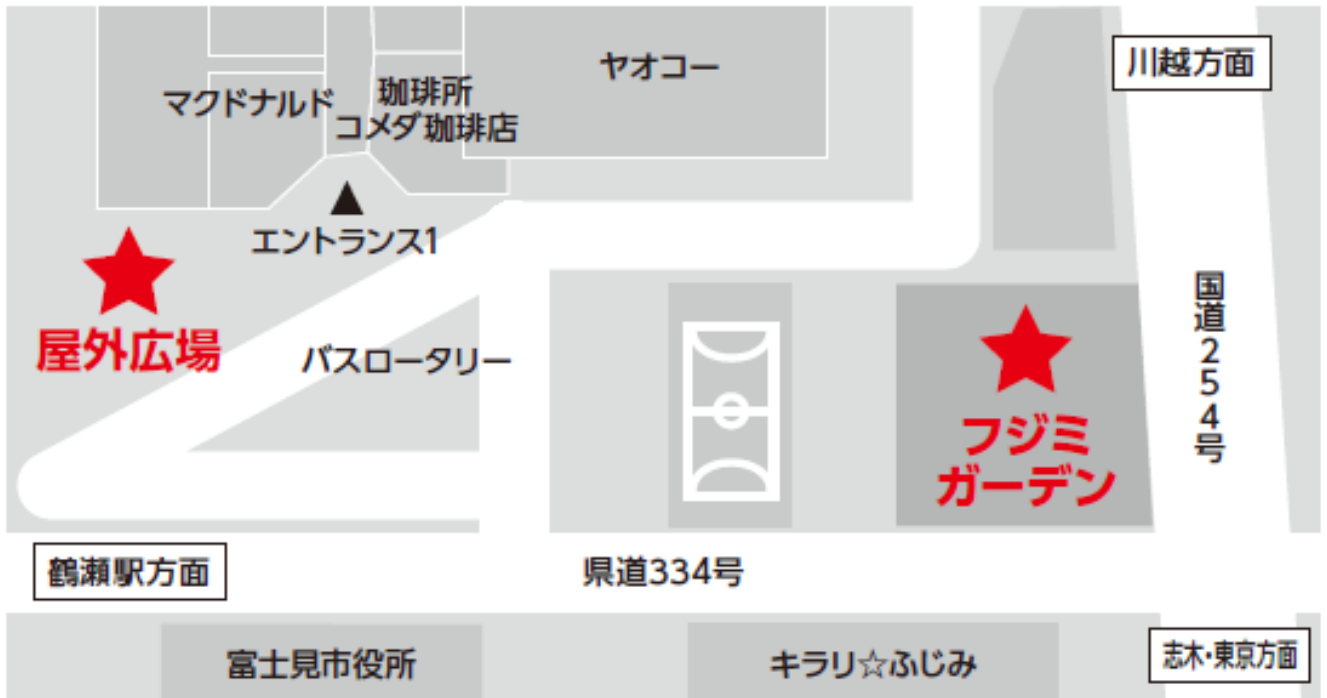 ヤオコー
川越方面
マクドナルド
珈琲所
コメダ珈琲店
エントランス1
屋外広場
バスロータリー
国道254号
フジミ
ガーデン
鶴瀬駅方面
県道334号
富士見市役所
キラリ☆ふじみ
志木・東京方面